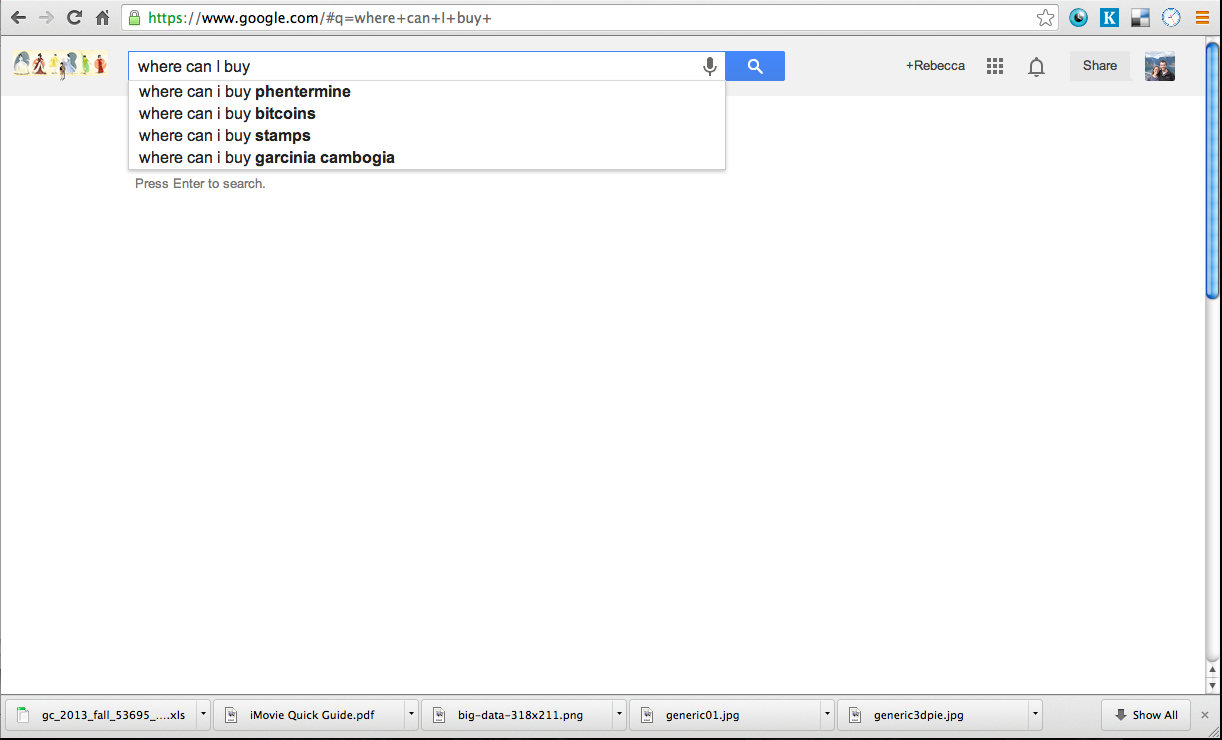 https://www.google.com/#q=where+can+I+buy+
where can I buy
+Rebecca
Share
where can i buy phentermine
where can i buy bitcoins
where can i buy stamps
where can i buy garcinia cambogia
Press Enter to search.
gc_2013_fall_53695_....xls
iMovie Quick Guide.pdf
big-data-318x211.png
generic01.jpg
generic3dpie.jpg
Show All
K